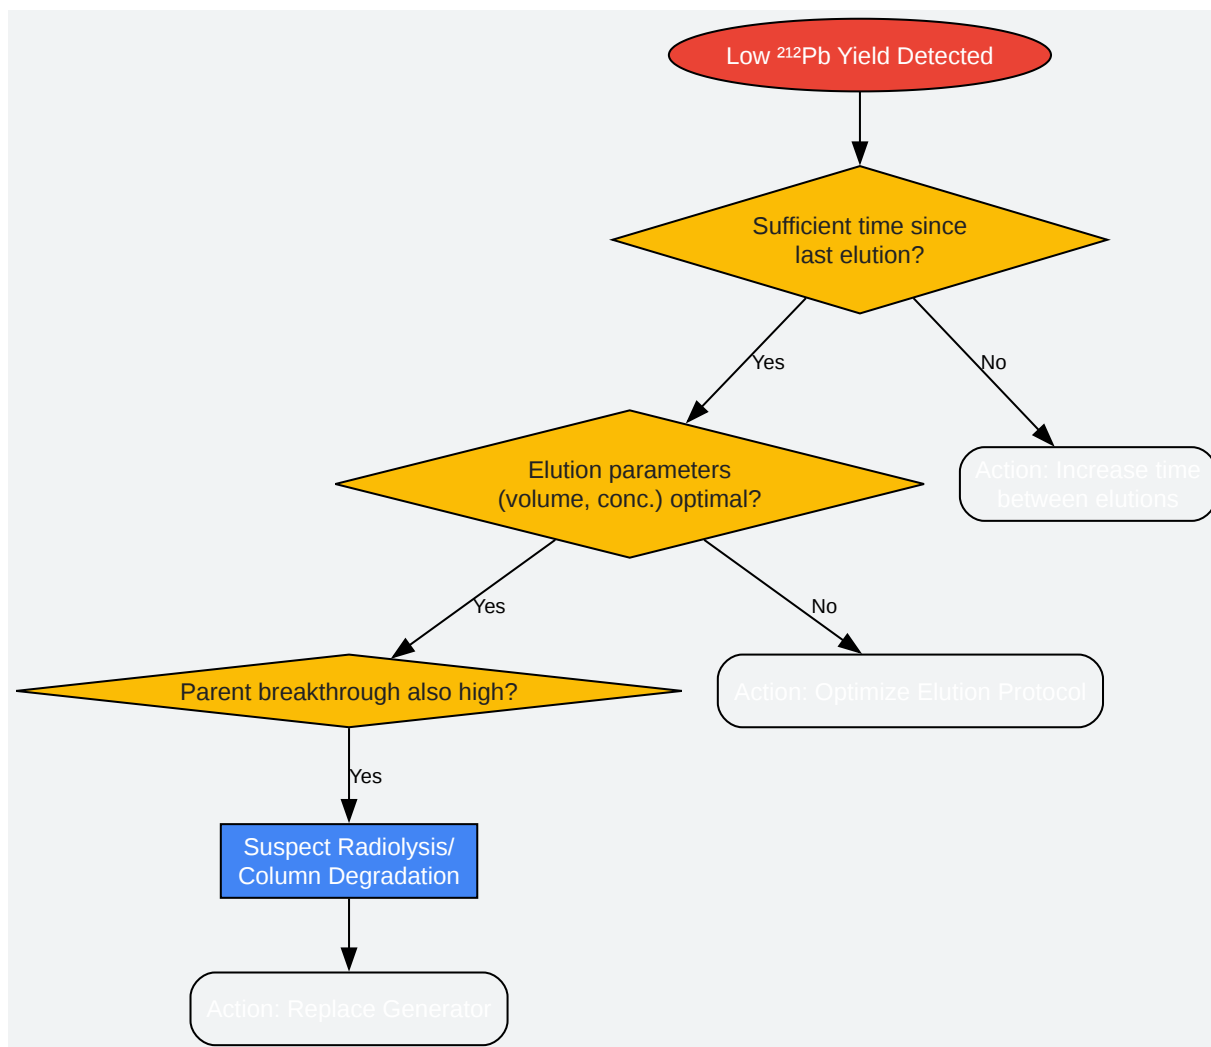 Low ²¹²Pb Yield Detected
Sufficient time since
last elution?
Yes
No
Elution parameters
(volume, conc.) optimal?
Action: Increase time
between elutions
Yes
No
Parent breakthrough also high?
Action: Optimize Elution Protocol
Yes
Suspect Radiolysis/
Column Degradation
Action: Replace Generator